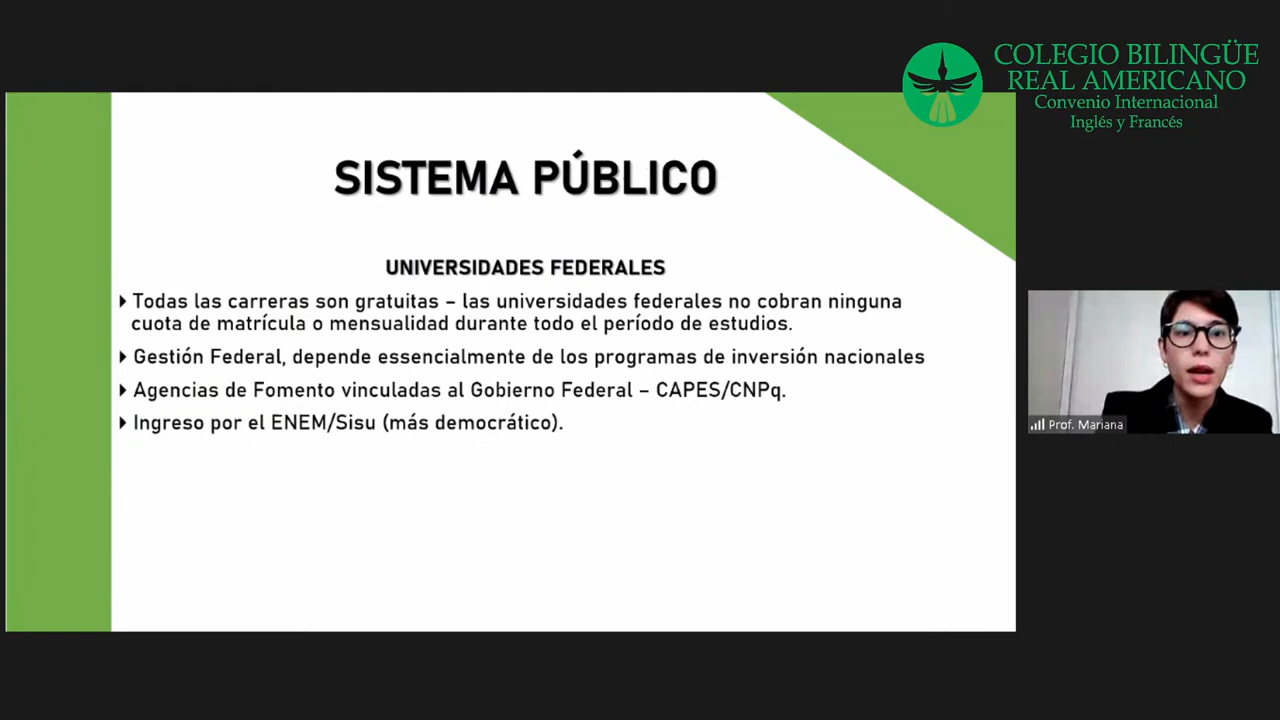 COLEGIO BILINGÜE
REAL AMERICANO
Convenio Internacional
Inglés y Francés
SISTEMA PÚBLICO
UNIVERSIDADES FEDERALES
Todas las carreras son gratuitas – las universidades federales no cobran ninguna
cuota de matrícula o mensualidad durante todo el período de estudios.
Gestión Federal, depende essencialmente de los programas de inversión nacionales
Agencias de Fomento vinculadas al Gobierno Federal – CAPES/CNPq.
Ingreso por el ENEM/Sisu (más democrático).
Prof. Mariana